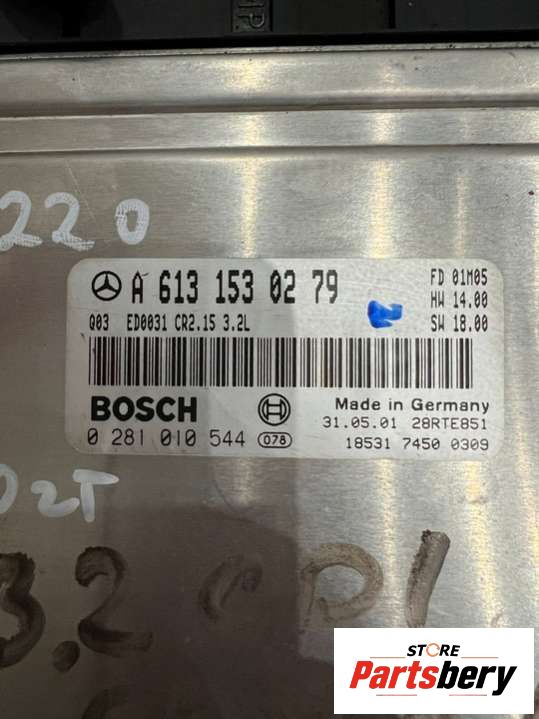 220
A 613 153 02 79
FD 01M05
HW 14.00
SW 18.00
Q03 ED0031 CR2.15 3.2L
BOSCH
Made in Germany
31.05.01 28RTE851
0 281 010 544 078
18531 7450 0309
02T
3.2 CDI
STORE
Partsbery